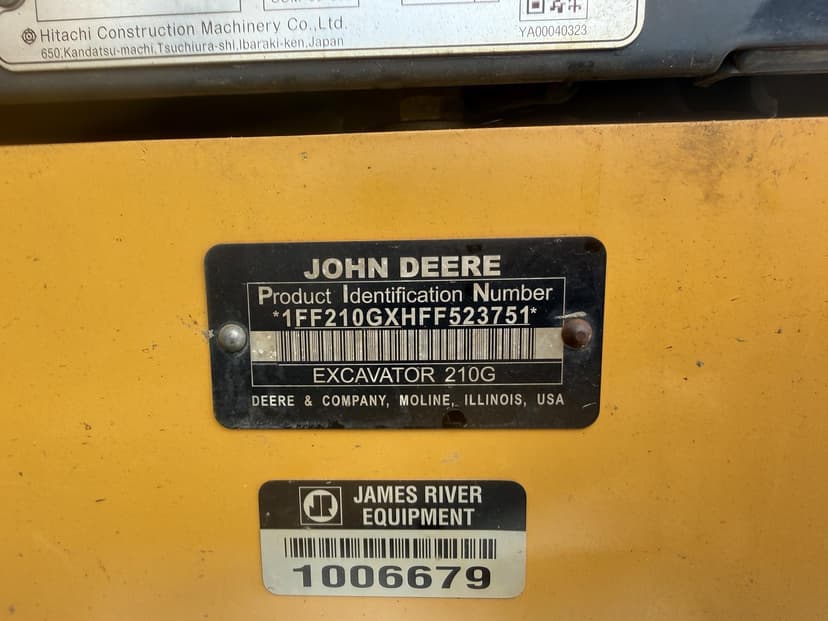 Hitachi Construction Machinery Co.,Ltd.
650,Kandatsu-machi,Tsuchiura-shi,Ibaraki-ken,Japan
YA00040323
JOHN DEERE
Product Identification Number
*1FF210GXHFF523751*
EXCAVATOR 210G
DEERE & COMPANY, MOLINE, ILLINOIS, USA
JAMES RIVER
EQUIPMENT
1006679